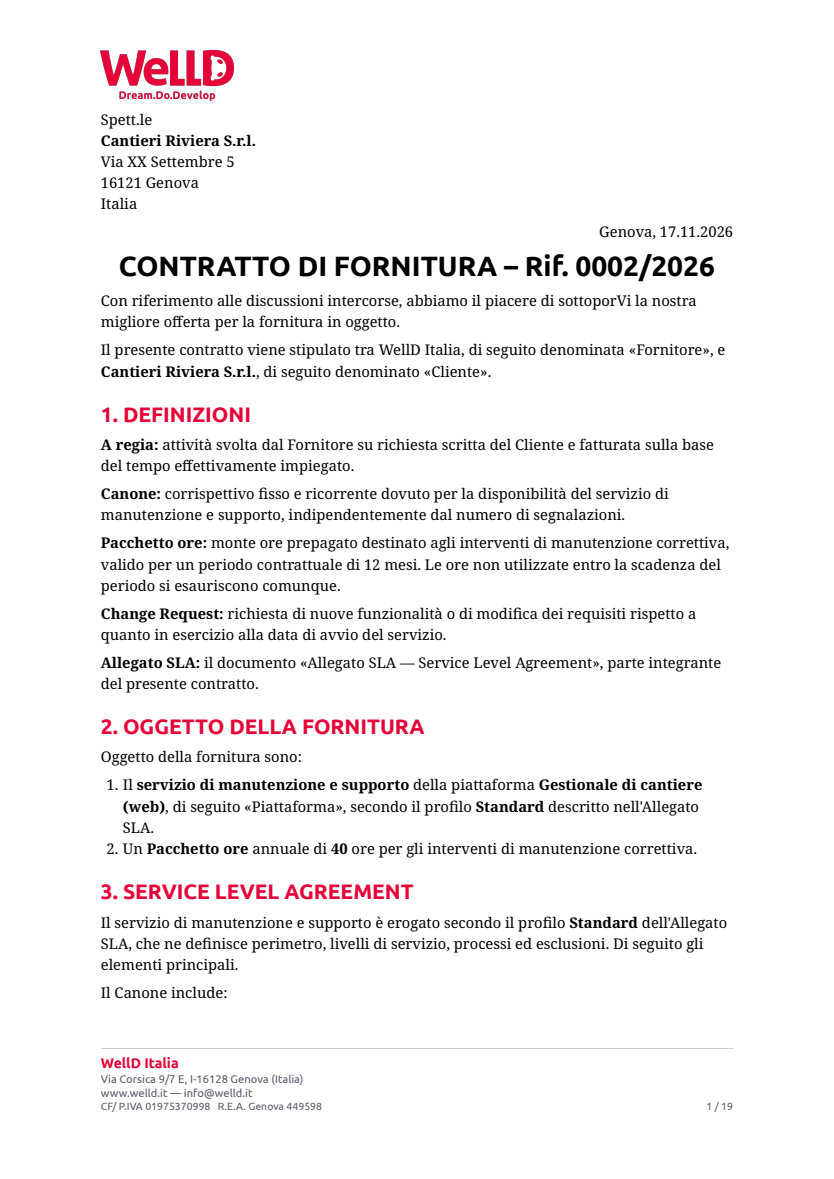 WellD
Dream.Do.Develop
Spett.le
Cantieri Riviera S.r.l.
Via XX Settembre 5
16121 Genova
Italia
Genova, 17.11.2026
CONTRATTO DI FORNITURA – Rif. 0002/2026
Con riferimento alle discussioni intercorse, abbiamo il piacere di sottoporVi la nostra
migliore offerta per la fornitura in oggetto.
Il presente contratto viene stipulato tra WellD Italia, di seguito denominata «Fornitore», e
Cantieri Riviera S.r.l., di seguito denominato «Cliente».
1. DEFINIZIONI
A regia: attività svolta dal Fornitore su richiesta scritta del Cliente e fatturata sulla base
del tempo effettivamente impiegato.
Canone: corrispettivo fisso e ricorrente dovuto per la disponibilità del servizio di
manutenzione e supporto, indipendentemente dal numero di segnalazioni.
Pacchetto ore: monte ore prepagato destinato agli interventi di manutenzione correttiva,
valido per un periodo contrattuale di 12 mesi. Le ore non utilizzate entro la scadenza del
periodo si esauriscono comunque.
Change Request: richiesta di nuove funzionalità o di modifica dei requisiti rispetto a
quanto in esercizio alla data di avvio del servizio.
Allegato SLA: il documento «Allegato SLA — Service Level Agreement», parte integrante
del presente contratto.
2. OGGETTO DELLA FORNITURA
Oggetto della fornitura sono:
1. Il servizio di manutenzione e supporto della piattaforma Gestionale di cantiere
(web), di seguito «Piattaforma», secondo il profilo Standard descritto nell'Allegato
SLA.
2. Un Pacchetto ore annuale di 40 ore per gli interventi di manutenzione correttiva.
3. SERVICE LEVEL AGREEMENT
Il servizio di manutenzione e supporto è erogato secondo il profilo Standard dell'Allegato
SLA, che ne definisce perimetro, livelli di servizio, processi ed esclusioni. Di seguito gli
elementi principali.
Il Canone include:
WellD Italia
Via Corsica 9/7 E, I-16128 Genova (Italia)
www.welld.it — info@welld.it
CF/ P.IVA 01975370998 R.E.A. Genova 449598
1 / 19